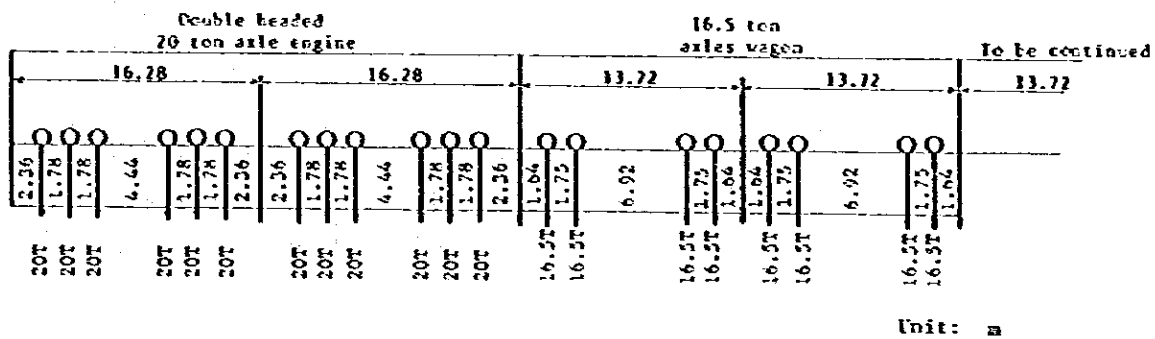 Double headed
20 ton axle engine
16.5 ton
axles wagon
To be continued
16.28 16.28 13.72 13.72 13.72
2.36 1.78 1.78 4.44 1.78 1.78 2.36 2.36 1.78 1.78 4.44 1.78 1.78 2.36 1.64 1.75 6.92 1.75 1.64 1.64 1.75 6.92 1.75 1.64
20T 20T 20T 20T 20T 20T 20T 20T 20T 20T 20T 20T 16.5T 16.5T 16.5T 16.5T 16.5T 16.5T 16.5T 16.5T
Unit: m